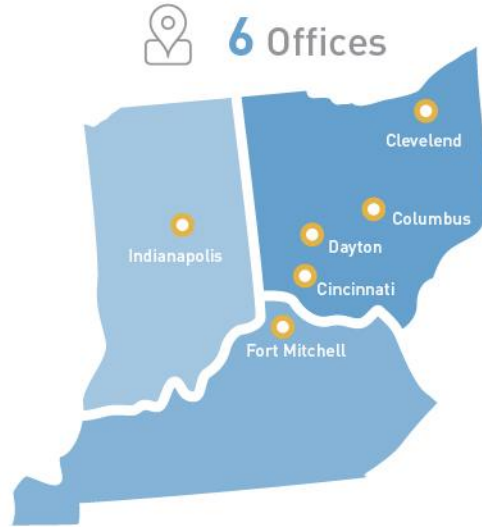 6 Offices
Clevelend
Columbus
Dayton
Indianapolis
Cincinnati
Fort Mitchell